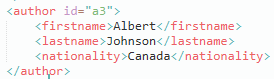 <author id="a3">
    <firstname>Albert</firstname>
    <lastname>Johnson</lastname>
    <nationality>Canada</nationality>
</author>